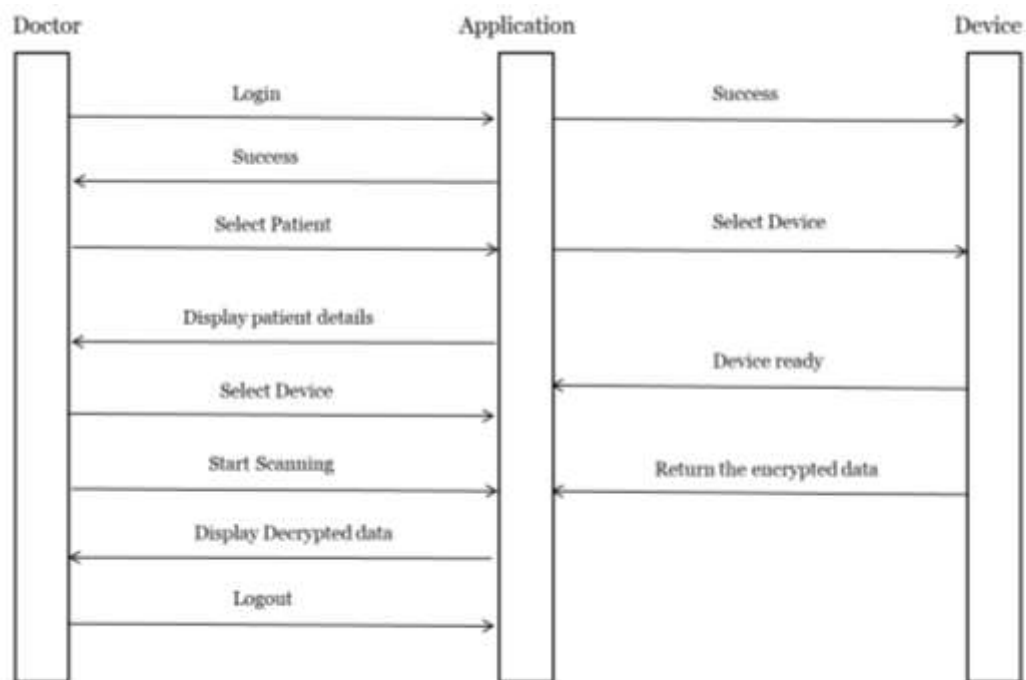 Doctor
Application
Device
Login
Success
Success
Select Patient
Select Device
Display patient details
Device ready
Select Device
Start Scanning
Return the encrypted data
Display Decrypted data
Logout